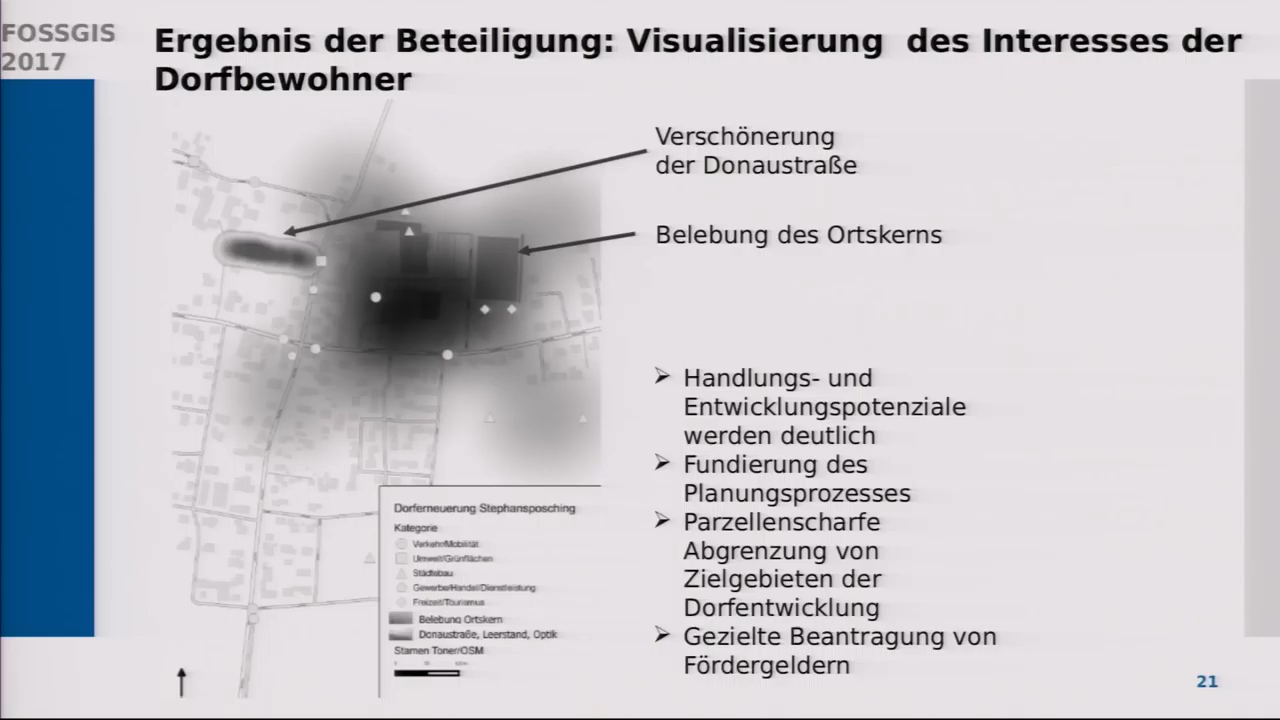 FOSSGIS
2017
Ergebnis der Beteiligung: Visualisierung des Interesses der
Dorfbewohner
Verschönerung
der Donaustraße
Belebung des Ortskerns
➢ Handlungs- und
Entwicklungspotenziale
werden deutlich
➢ Fundierung des
Planungsprozesses
➢ Parzellenscharfe
Abgrenzung von
Zielgebieten der
Dorfentwicklung
➢ Gezielte Beantragung von
Fördergeldern
Dorferneuerung Stephansposching
Kategorie
Verkehr/Mobilität
Umwelt/Grünflächen
Städtebau
Gewerbe/Handel/Dienstleistung
Freizeit/Tourismus
Belebung Ortskern
Donaustraße, Leerstand, Optik
Stamen Toner/OSM
21